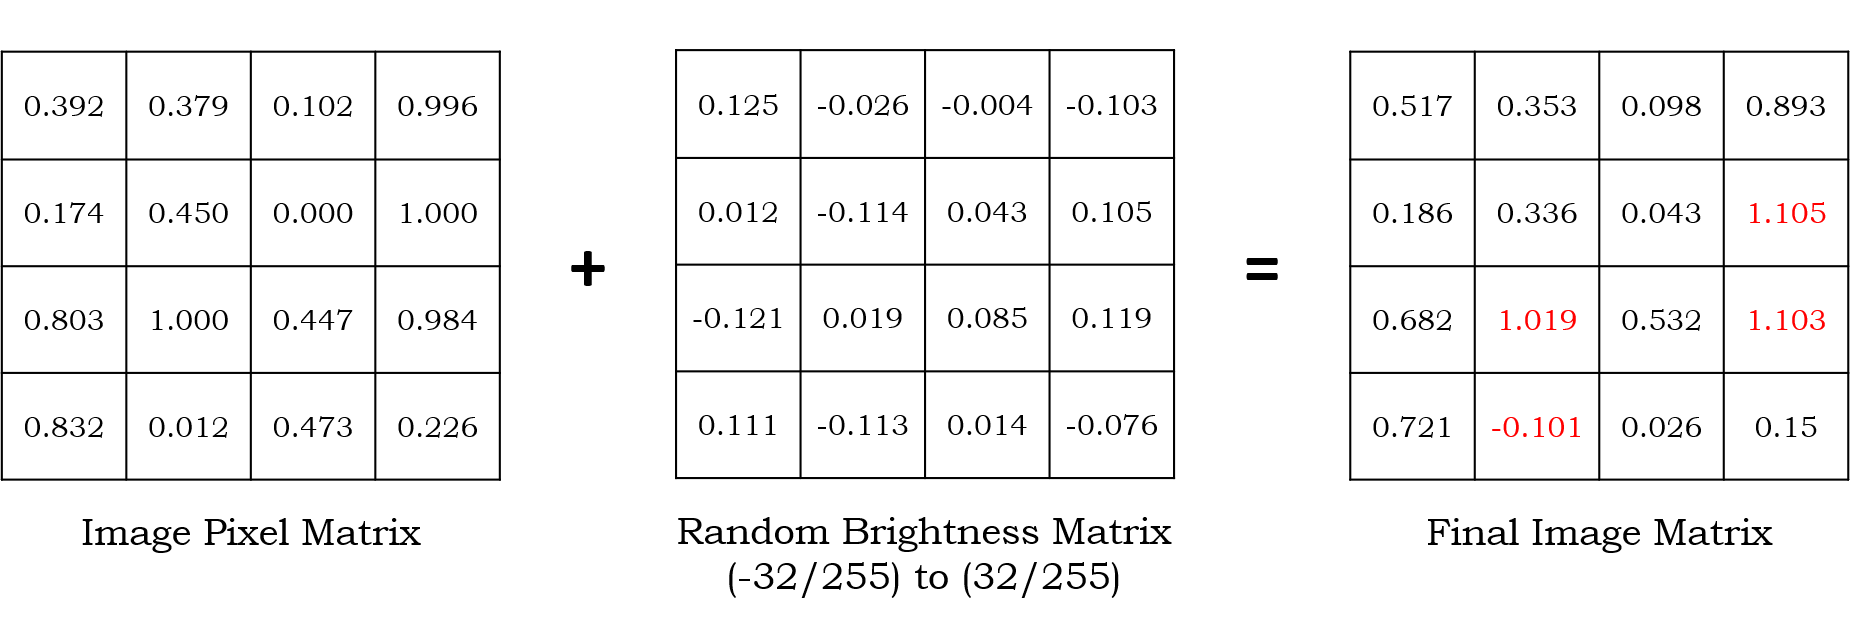 0.392 0.379 0.102 0.996 0.125 -0.026 -0.004 -0.103 0.517 0.353 0.098 0.893
0.174 0.450 0.000 1.000 0.012 -0.114 0.043 0.105 0.186 0.336 0.043 1.105
+ =
0.803 1.000 0.447 0.984 -0.121 0.019 0.085 0.119 0.682 1.019 0.532 1.103
0.832 0.012 0.473 0.226 0.111 -0.113 0.014 -0.076 0.721 -0.101 0.026 0.15
Image Pixel Matrix Random Brightness Matrix Final Image Matrix
(-32/255) to (32/255)